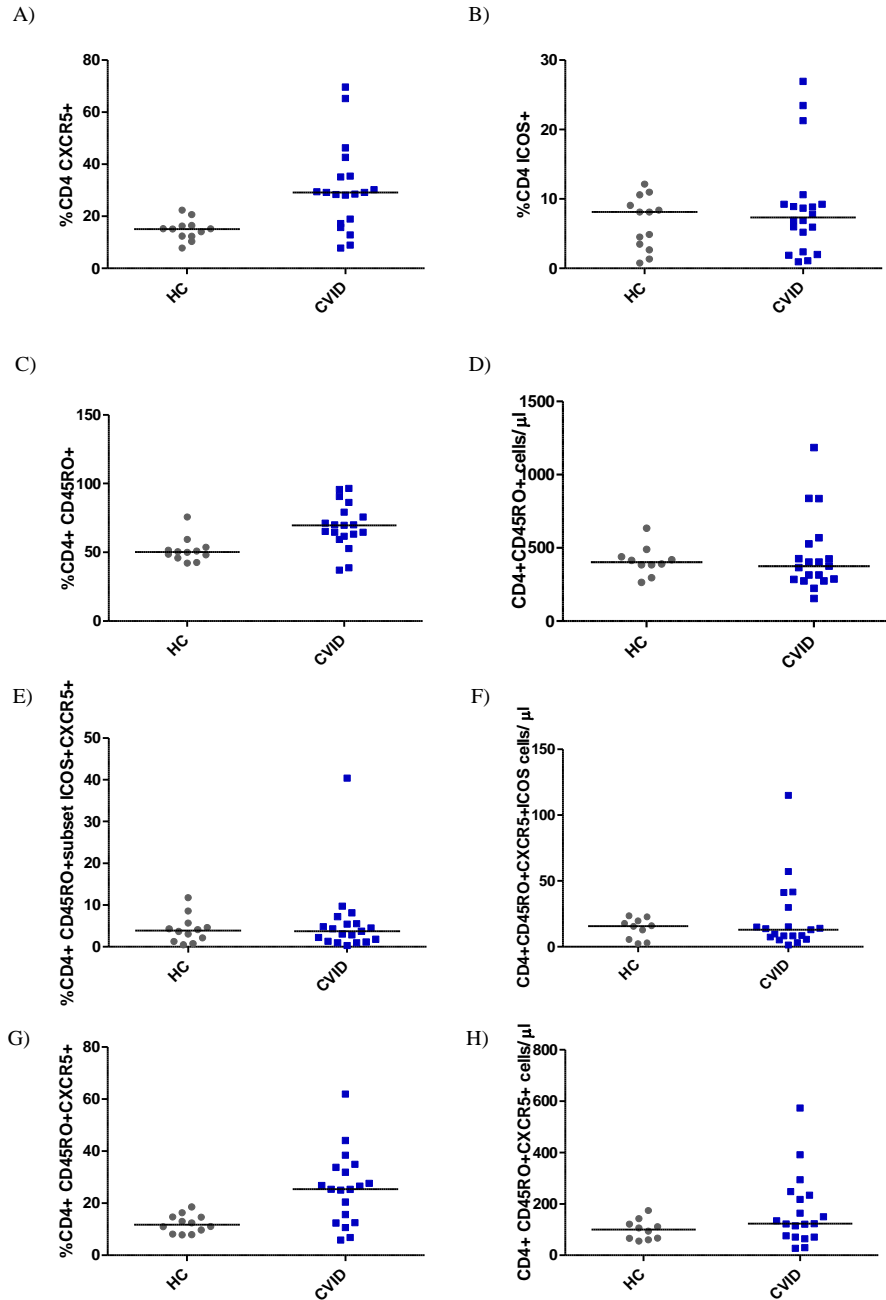 A)
80
60
40
20
0
%CD4 CXCR5+
HC
CVID
B)
30
20
10
0
%CD4 ICOS+
HC
CVID
C)
150
100
50
0
%CD4+ CD45RO+
HC
CVID
D)
1500
1000
500
0
CD4+CD45RO+ cells/ µl
HC
CVID
E)
50
40
30
20
10
0
%CD4+ CD45RO+subset ICOS+CXCR5+
HC
CVID
F)
150
100
50
0
CD4+CD45RO+CXCR5+ICOS cells/ µl
HC
CVID
G)
80
60
40
20
0
%CD4+ CD45RO+CXCR5+
HC
CVID
H)
800
600
400
200
0
CD4+ CD45RO+CXCR5+ cells/ µl
HC
CVID